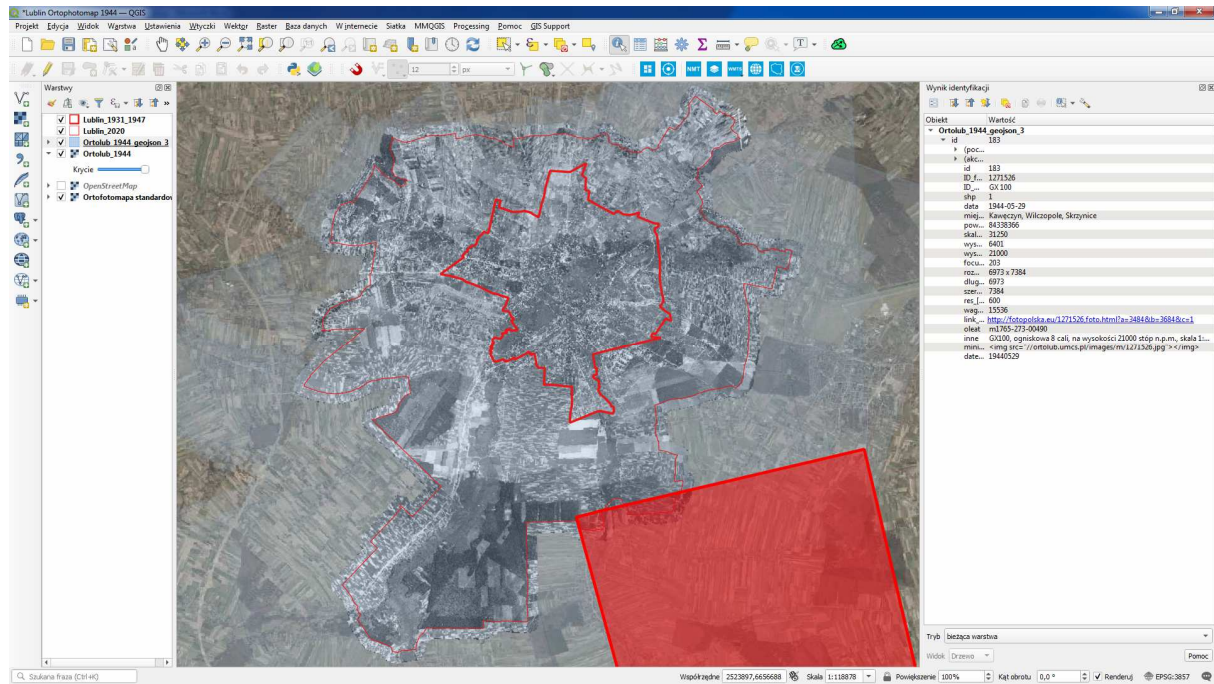 *Lublin Ortophotomap 1944 — QGIS
Projekt Edycja Widok Warstwa Ustawienia Wtyczki Wektor Raster Baza danych W internecie Siatka MMQGIS Processing Pomoc GIS Support
12 px
NMT WMTS
Warstwy
Lublin_1931_1947
Lublin_2020
Ortolub_1944_geojson_3
Ortolub_1944
Krycie
OpenStreetMap
Ortofotomapa standardow
Wynik identyfikacji
Obiekt Wartość
Ortolub_1944_geojson_3
id 183
(poc...
(akc...
id 183
ID_f... 1271526
ID_... GX 100
shp 1
data 1944-05-29
miej... Kawęczyn, Wilczopole, Skrzynice
pow... 84338366
skal... 31250
wys... 6401
wys... 21000
focu... 203
roz... 6973 x 7384
dlug... 6973
szer... 7384
res_[... 600
wag... 15536
link_... http://fotopolska.eu/1271526,foto.html?a=3484&b=3684&c=1
oleat m1765-273-00490
inne GX100, ogniskowa 8 cali, na wysokości 21000 stóp n.p.m., skala 1:...
mini... <img src="//ortolub.umcs.pl/images/m/1271526.jpg"></img>
date... 19440529
Tryb bieżąca warstwa
Widok Drzewo Pomoc
Szukana fraza (Ctrl+K) Współrzędne 2523897,6656688 Skala 1:118878 Powiększenie 100% Kąt obrotu 0,0 ° Renderuj EPSG:3857